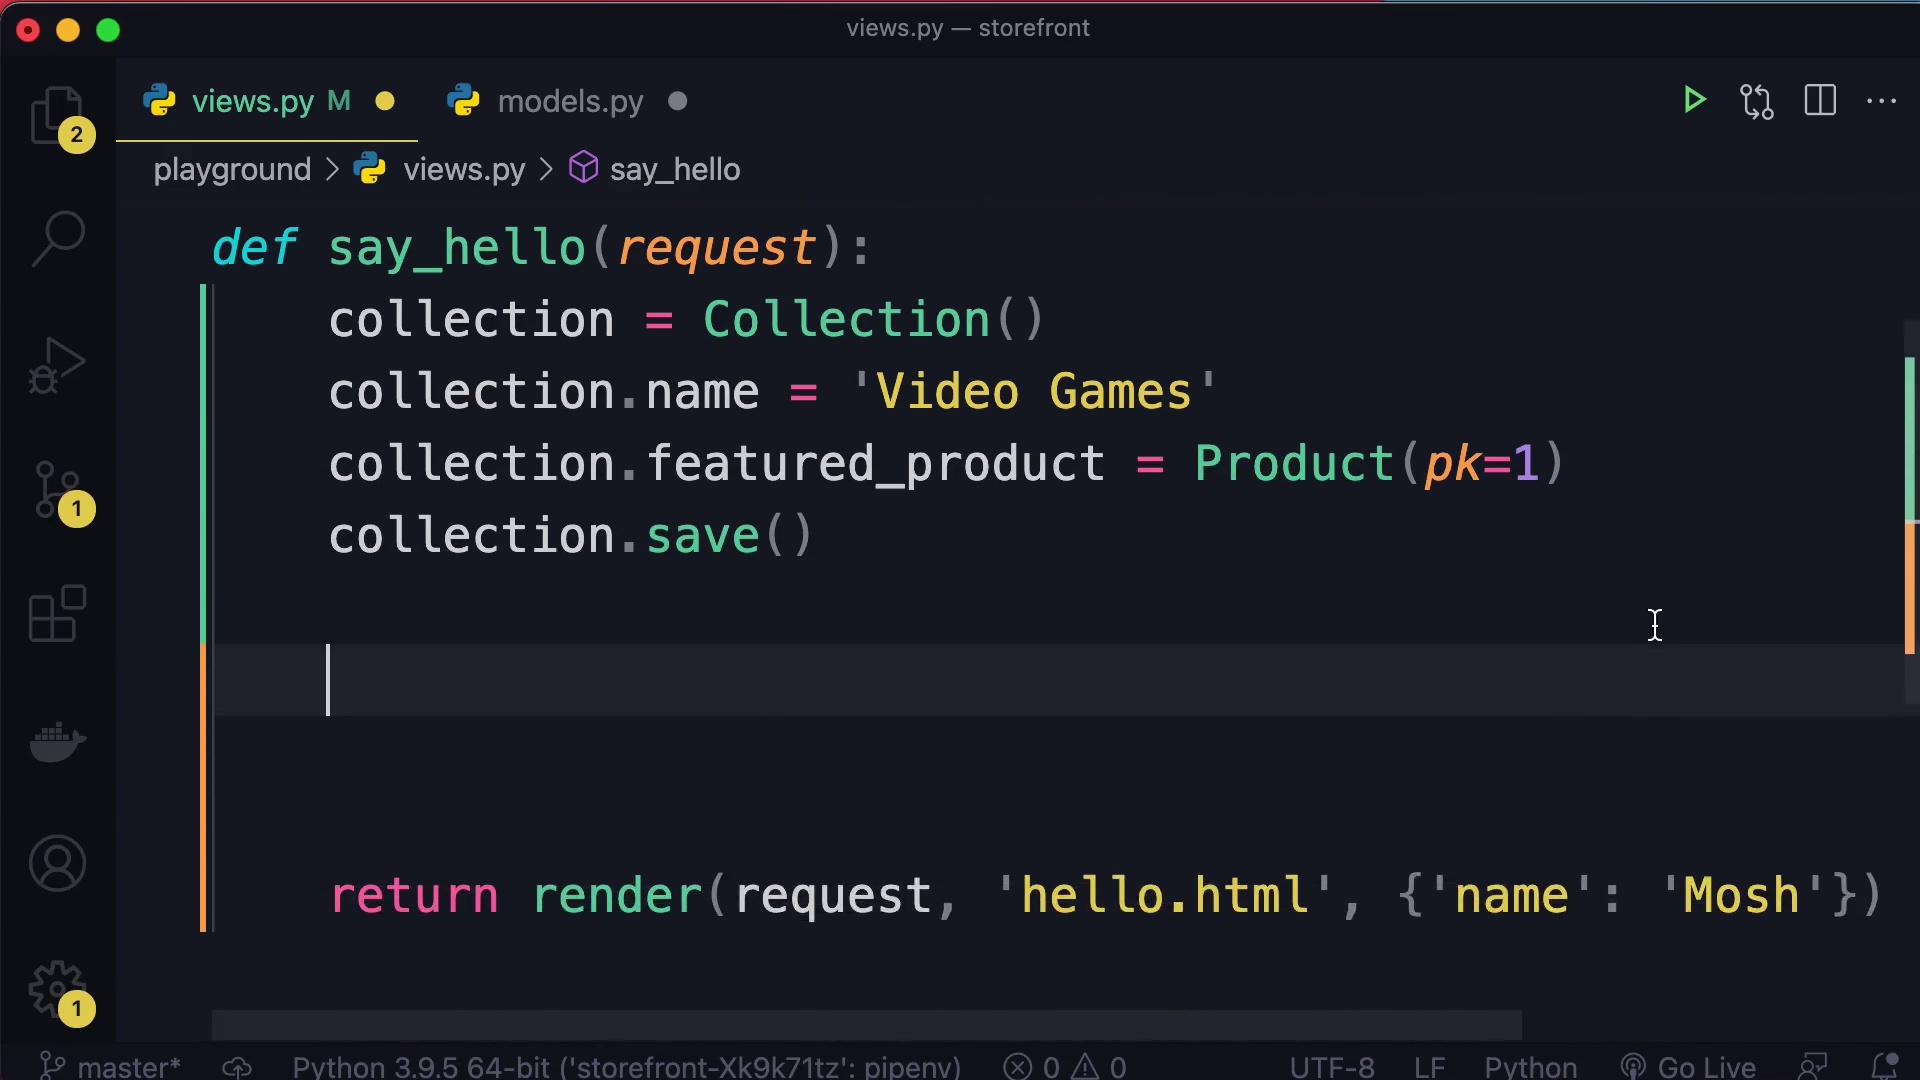 views.py — storefront
views.py M
models.py
2
playground > views.py > say_hello
def say_hello(request):
collection = Collection()
collection.name = 'Video Games'
collection.featured_product = Product(pk=1)
collection.save()
1
return render(request, 'hello.html', {'name': 'Mosh'})
1
master* Python 3.9.5 64-bit ('storefront-Xk9k71tz': pipenv) 0 0 UTF-8 LF Python Go Live